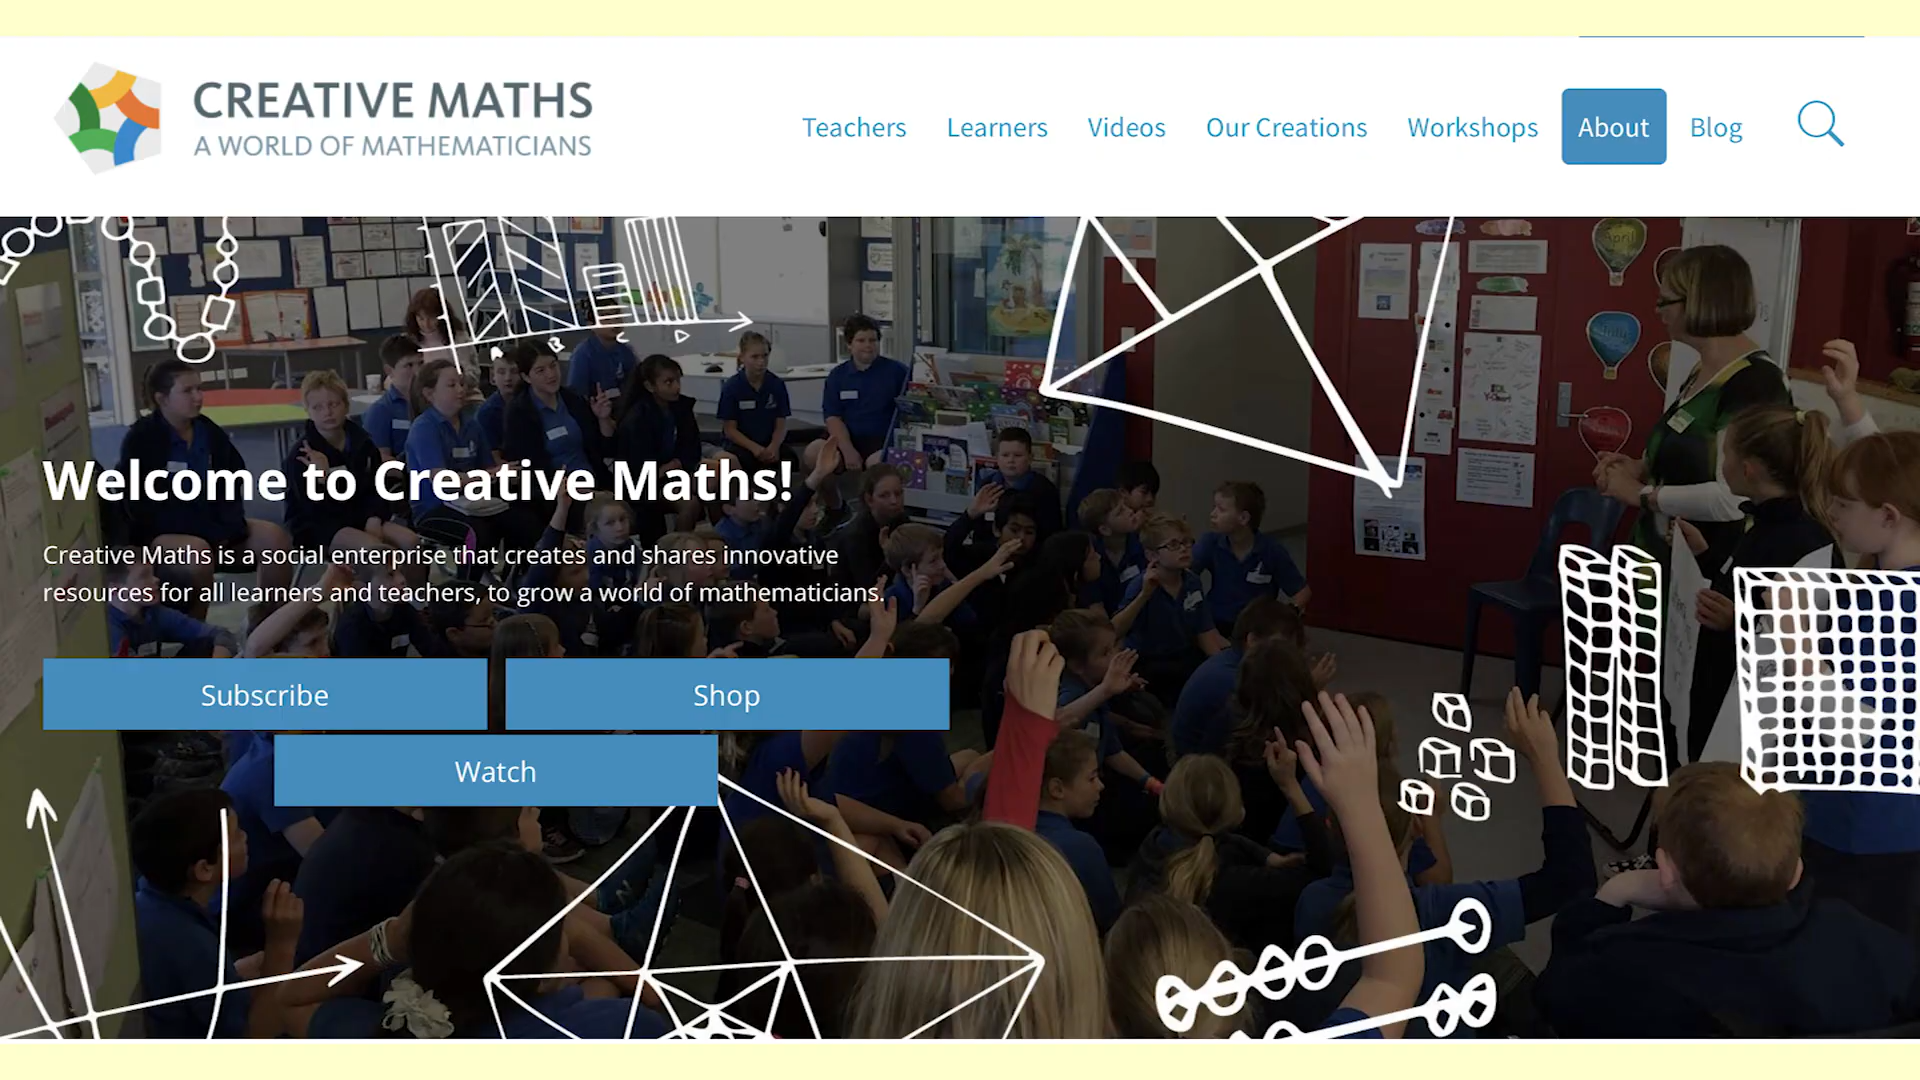 CREATIVE MATHS
A WORLD OF MATHEMATICIANS
Teachers Learners Videos Our Creations Workshops About Blog
April
A B C D
Welcome to Creative Maths!
Creative Maths is a social enterprise that creates and shares innovative
resources for all learners and teachers, to grow a world of mathematicians.
Subscribe Shop
Watch